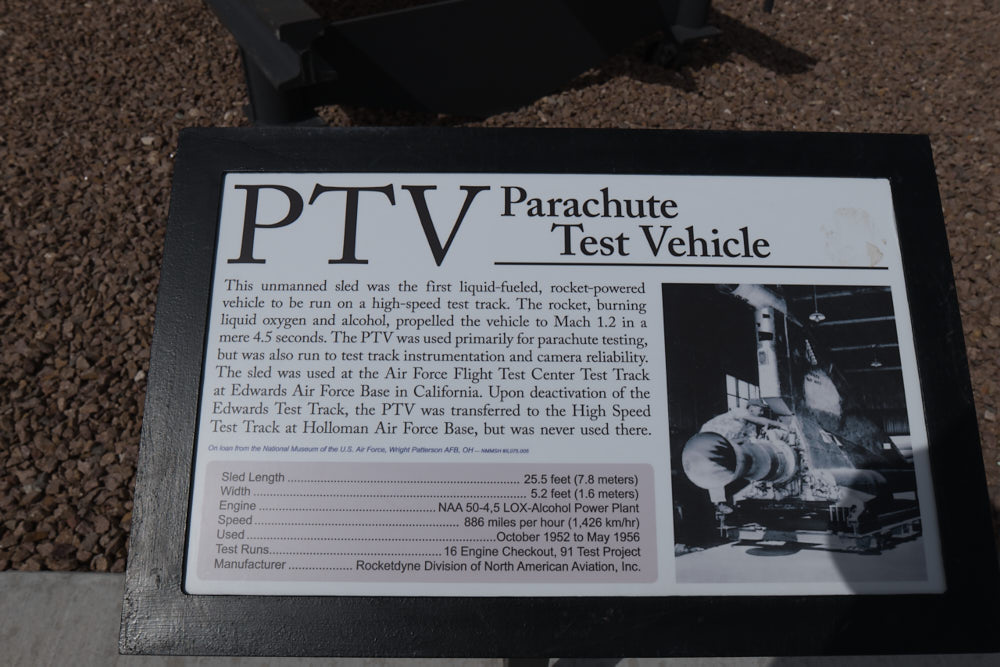 PTV Parachute
Test Vehicle
This unmanned sled was the first liquid-fueled, rocket-powered
vehicle to be run on a high-speed test track. The rocket, burning
liquid oxygen and alcohol, propelled the vehicle to Mach 1.2 in a
mere 4.5 seconds. The PTV was used primarily for parachute testing,
but was also run to test track instrumentation and camera reliability.
The sled was used at the Air Force Flight Test Center Test Track
at Edwards Air Force Base in California. Upon deactivation of the
Edwards Test Track, the PTV was transferred to the High Speed
Test Track at Holloman Air Force Base, but was never used there.
On loan from the National Museum of the U.S. Air Force, Wright Patterson AFB, OH — NMMSH #IL075.005
Sled Length ........ 25.5 feet (7.8 meters)
Width ........ 5.2 feet (1.6 meters)
Engine ........ NAA 50-4,5 LOX-Alcohol Power Plant
Speed ........ 886 miles per hour (1,426 km/hr)
Used ........ October 1952 to May 1956
Test Runs ........ 16 Engine Checkout, 91 Test Project
Manufacturer ........ Rocketdyne Division of North American Aviation, Inc.